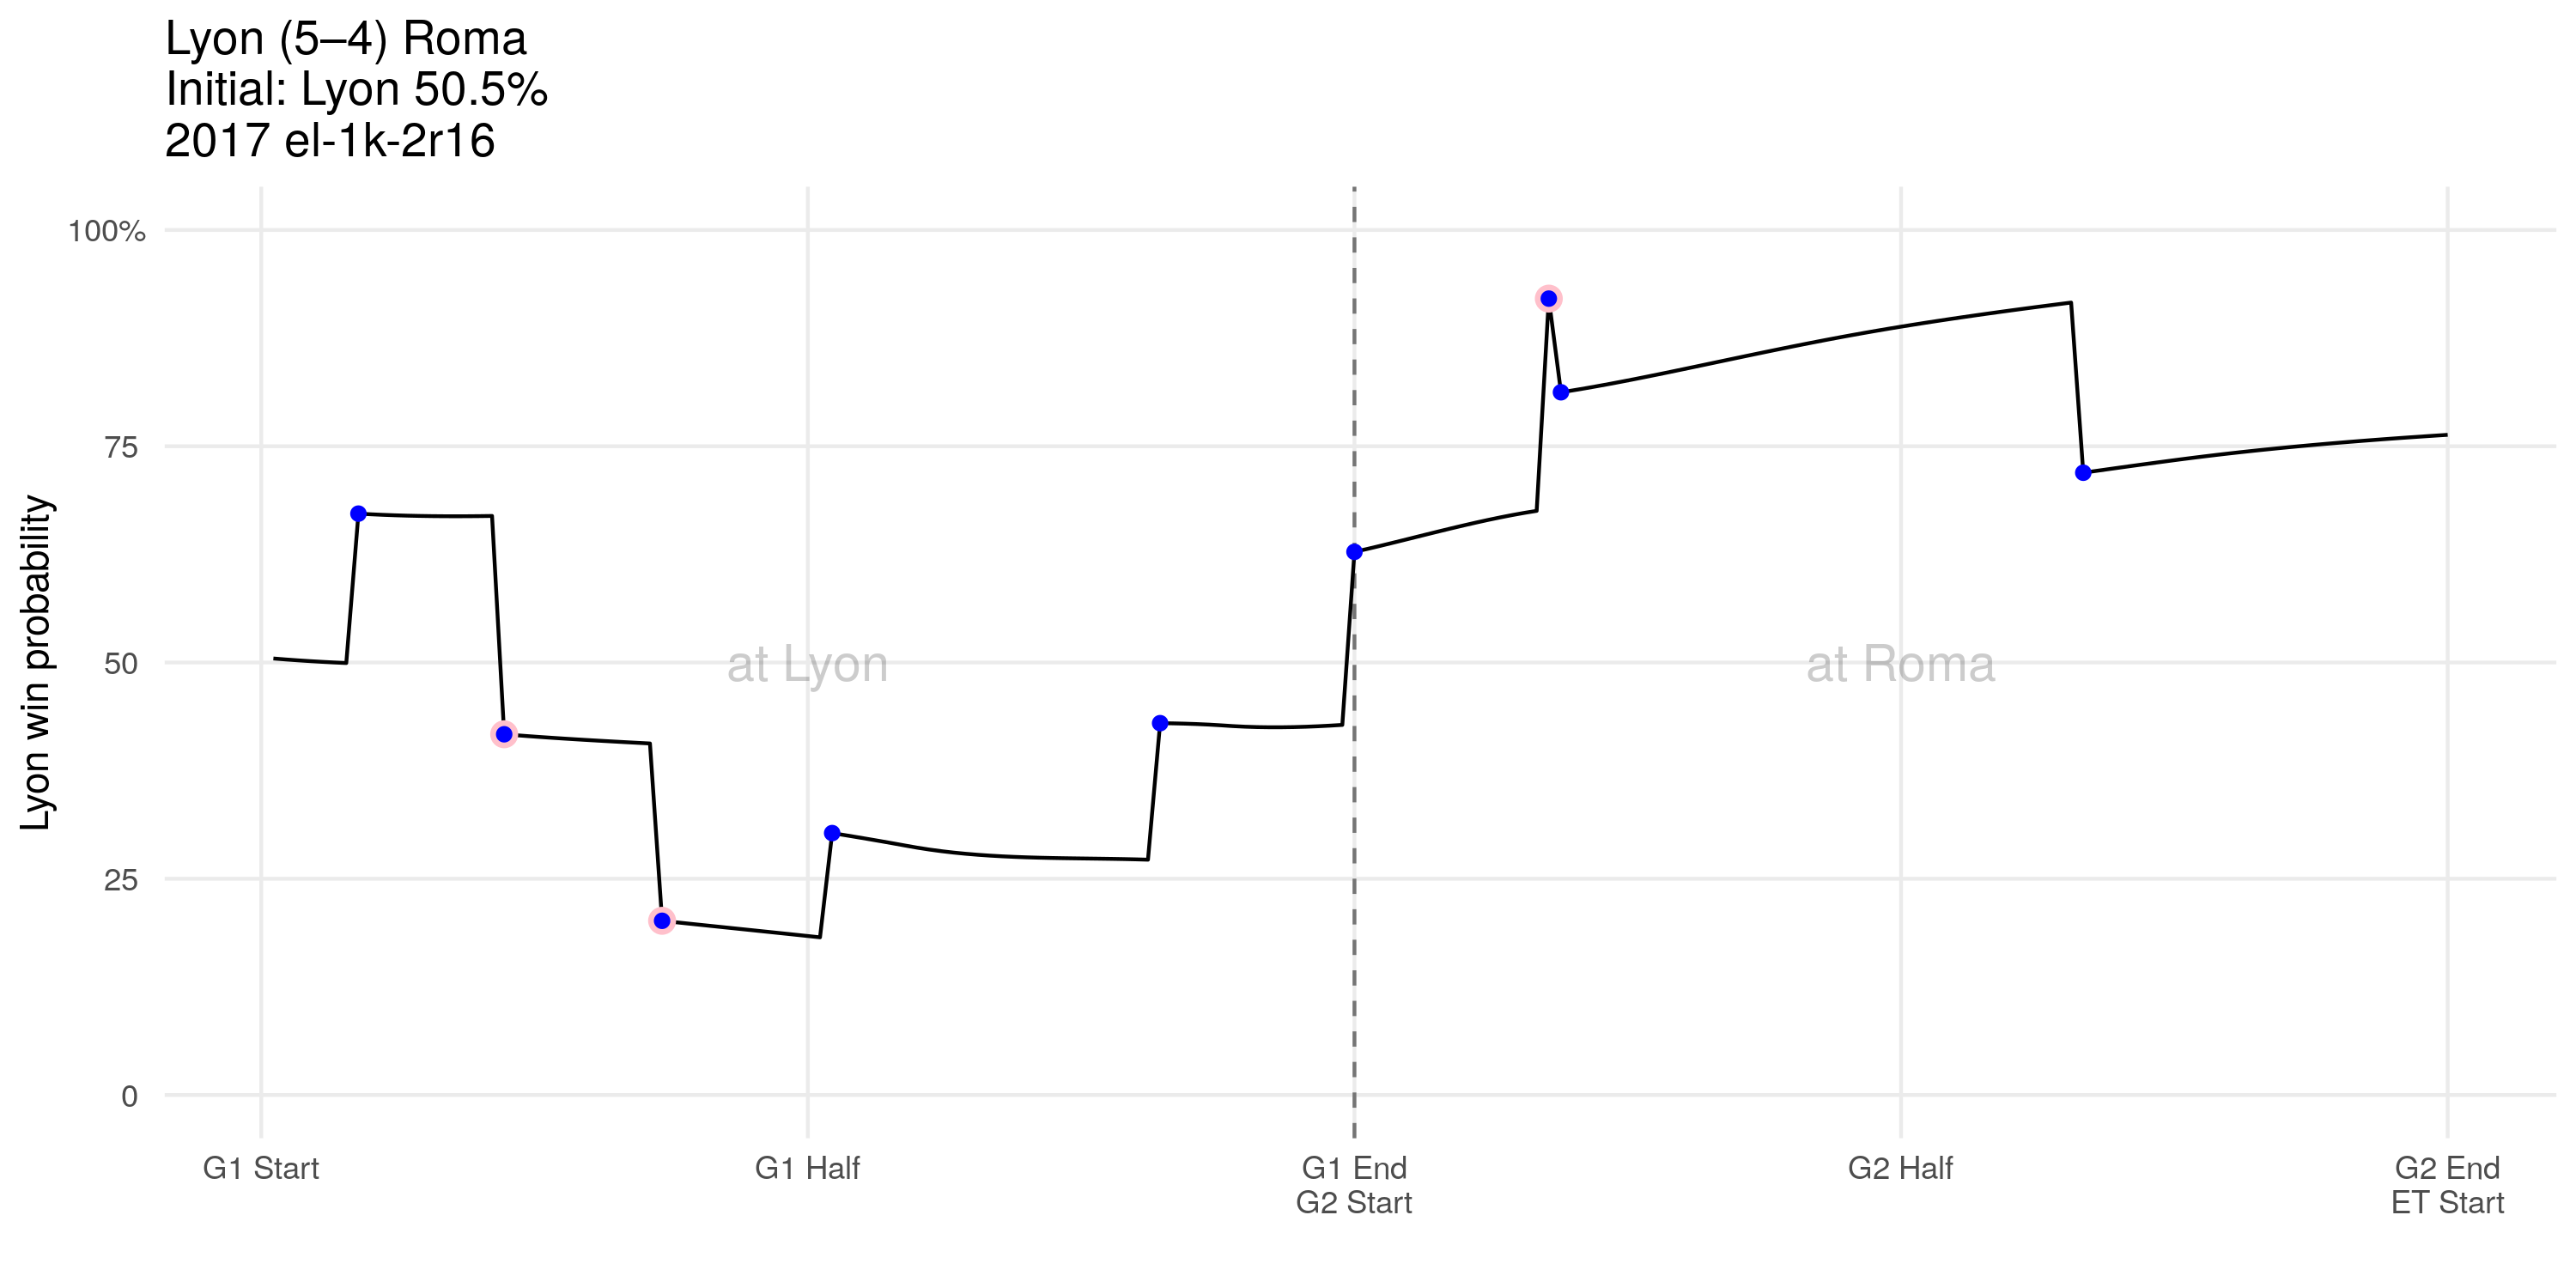 Lyon (5–4) Roma
Initial: Lyon 50.5%
2017 el-1k-2r16
Lyon win probability
100%
75
50
25
0
at Lyon
at Roma
G1 Start
G1 Half
G1 End
G2 Start
G2 Half
G2 End
ET Start